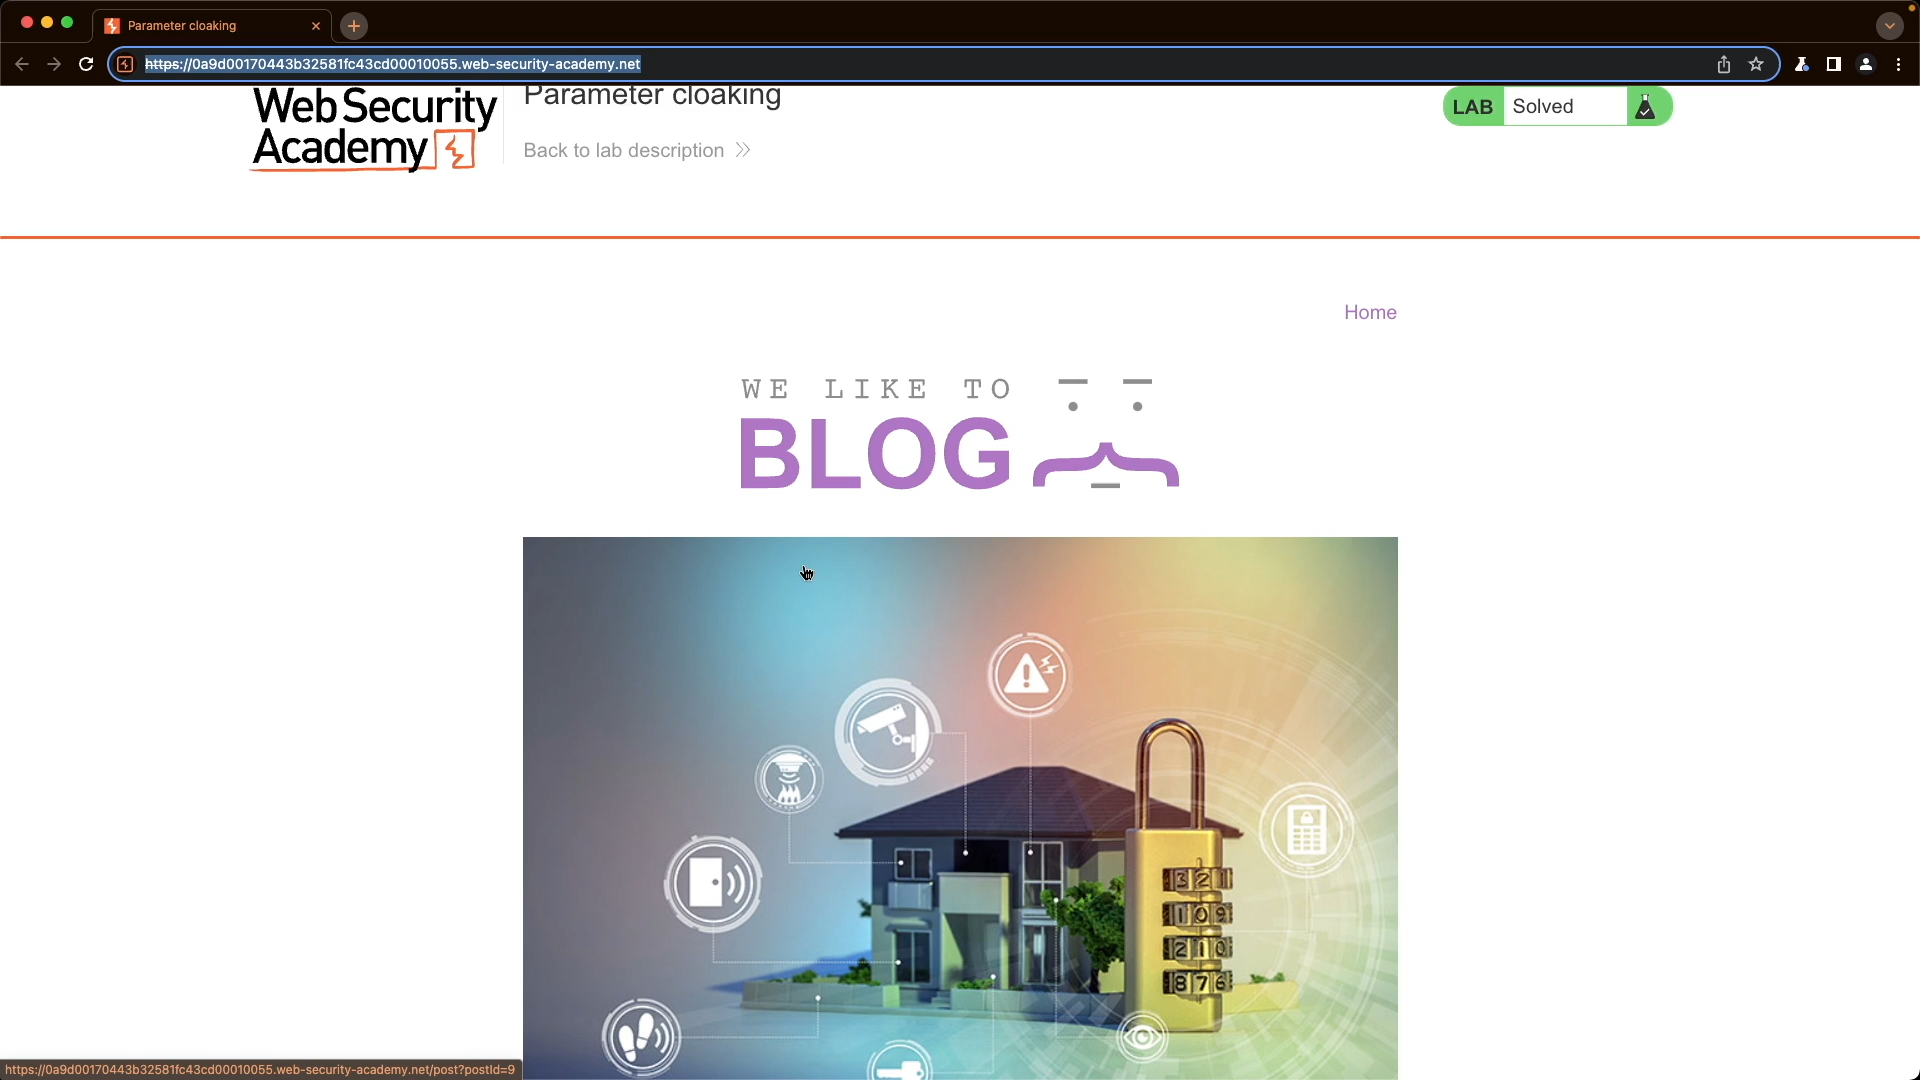 Parameter cloaking
https://0a9d00170443b32581fc43cd00010055.web-security-academy.net
Web Security
Academy
Parameter cloaking
Back to lab description
LAB Solved
Home
WE LIKE TO
BLOG
321
109
210
876
https://0a9d00170443b32581fc43cd00010055.web-security-academy.net/post?postId=9